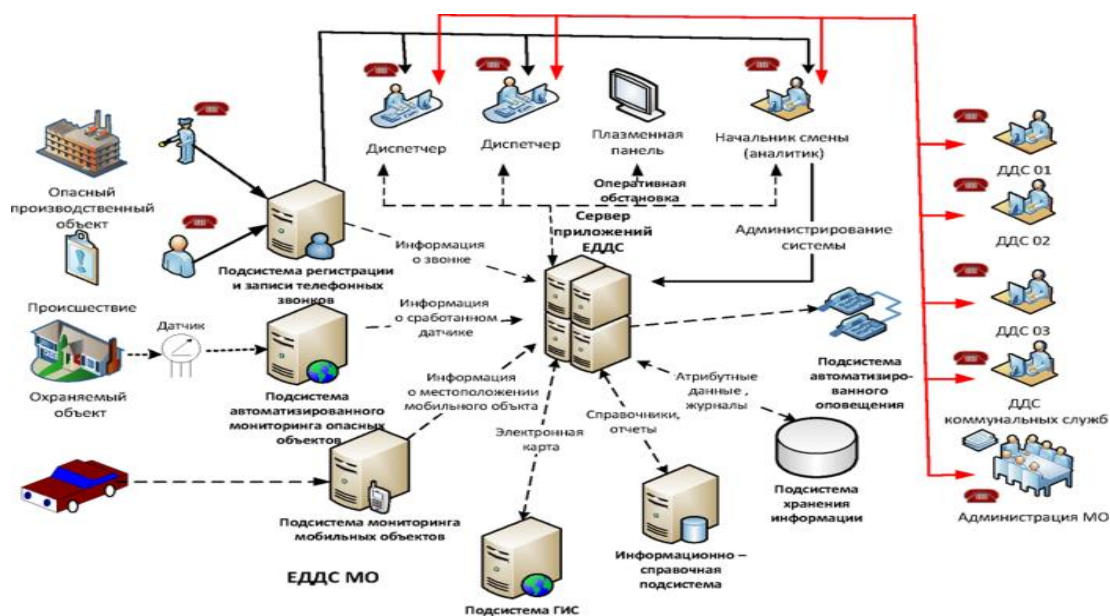 Диспетчер
Диспетчер
Плазменная
панель
Начальник смены
(аналитик)
Опасный
производственный
объект
Оперативная
обстановка
Сервер
приложений
ЕДДС
Администрирование
системы
Информация
о звонке
Подсистема регистрации
и записи телефонных
звонков
Происшествие
Датчик
Информация
о сработанном
датчике
Охраняемый
объект
Подсистема
автоматизированного
мониторинга опасных
объектов
Информация
о местоположении
мобильного объкта
Электронная
карта
Справочники,
отчеты
Атрибутные
данные ,
журналы
Подсистема
автоматизиро-
ванного
оповещения
Подсистема мониторинга
мобильных объектов
Подсистема
хранения
информации
Информационно –
справочная
подсистема
ЕДДС МО
Подсистема ГИС
ДДС 01
ДДС 02
ДДС 03
ДДС
коммунальных служб
Администрация МО